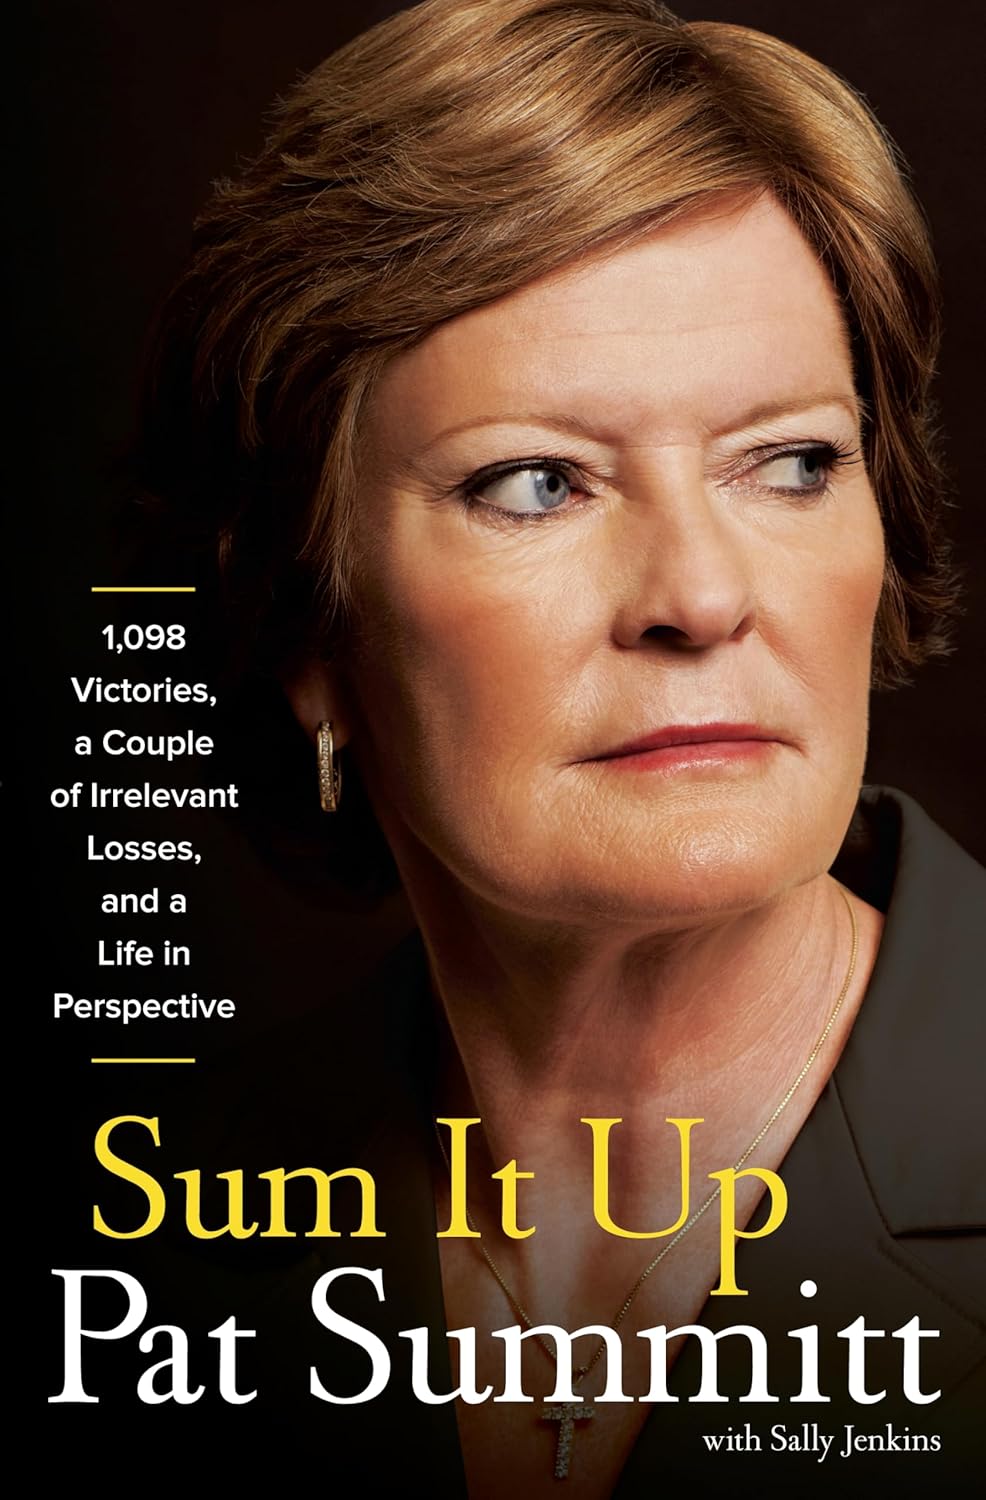 1,098
Victories,
a Couple
of Irrelevant
Losses,
and a
Life in
Perspective
Sum It Up
Pat Summitt
with Sally Jenkins